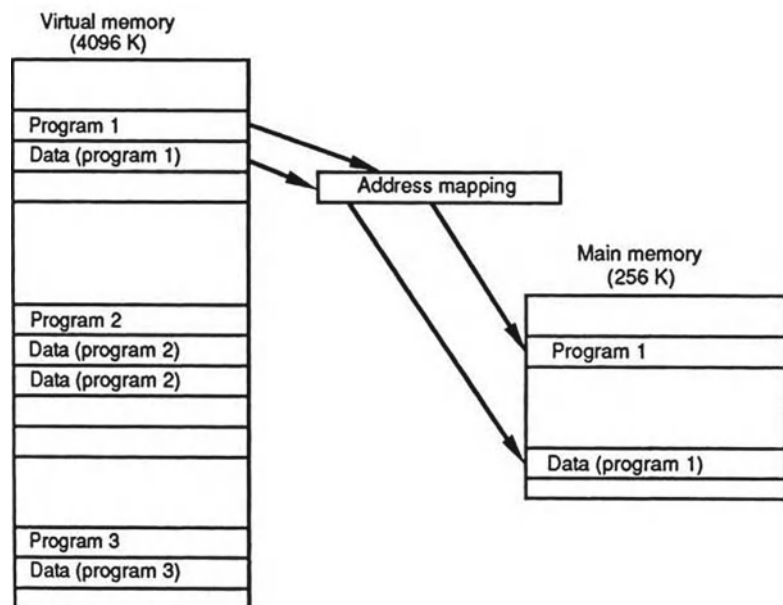 Virtual memory
(4096 K)
Program 1
Data (program 1)
Address mapping
Main memory
(256 K)
Program 1
Data (program 1)
Program 2
Data (program 2)
Data (program 2)
Program 3
Data (program 3)